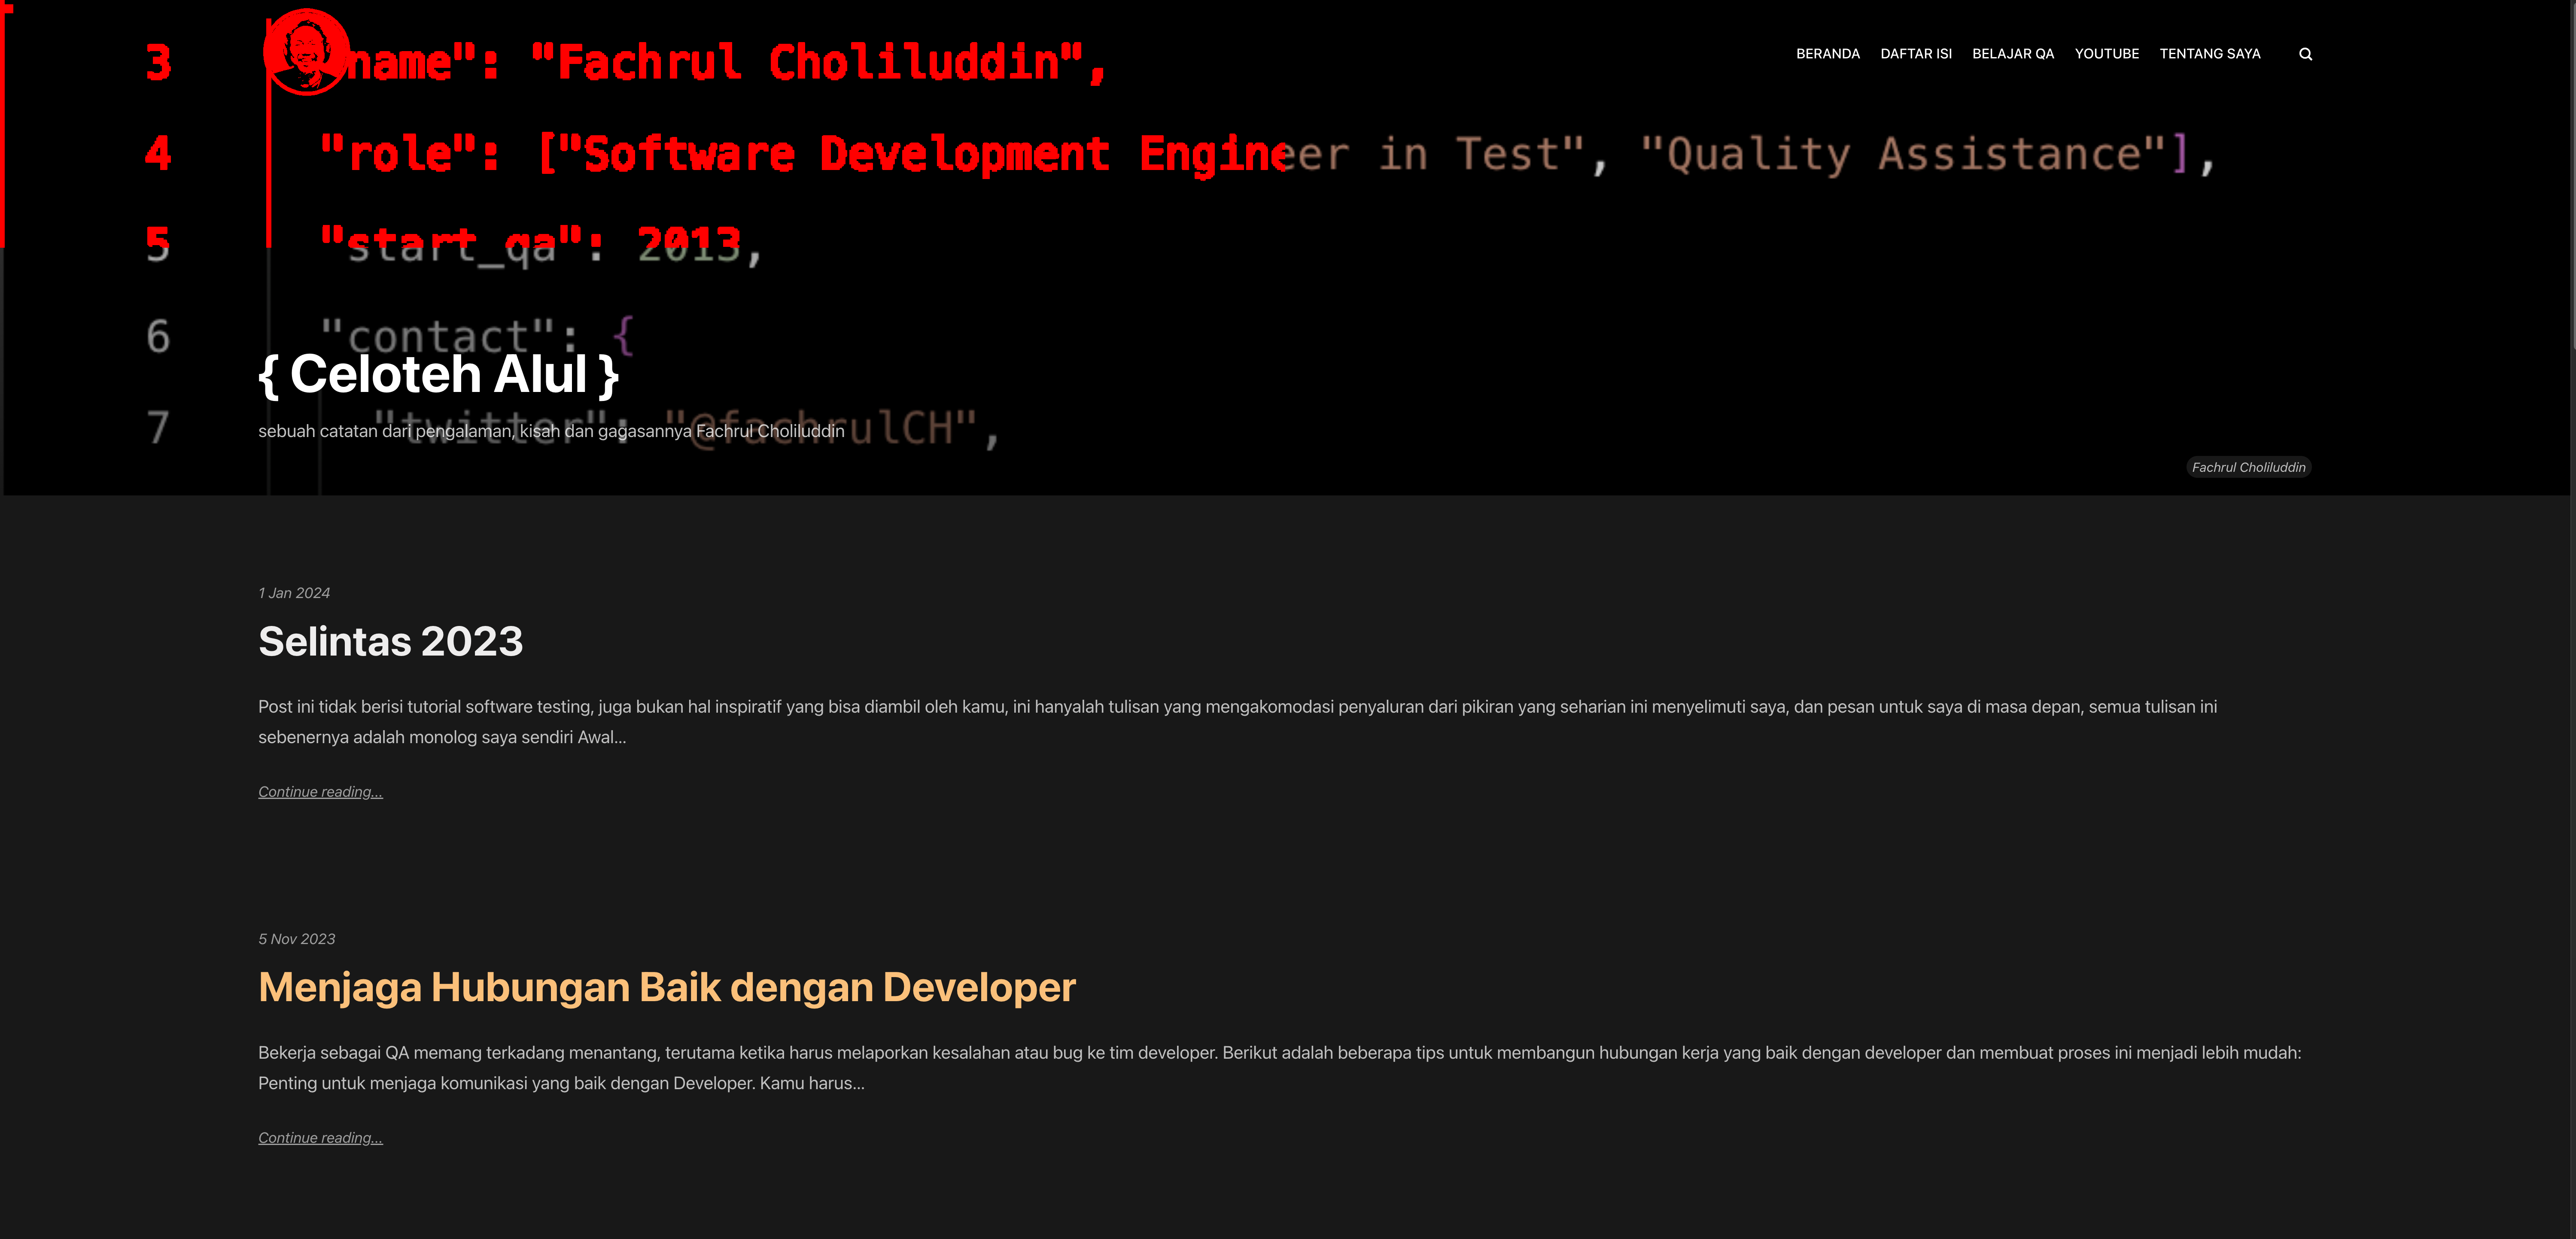 3 name": "Fachrul Choliluddin",
BERANDA DAFTAR ISI BELAJAR QA YOUTUBE TENTANG SAYA
4 "role": ["Software Development Engineer in Test", "Quality Assistance"],
5 "start_qa": 2013,
6 "contact": {
{ Celoteh Alul }
7 "twitter": "@fachrulCH",
sebuah catatan dari pengalaman, kisah dan gagasannya Fachrul Choliluddin
Fachrul Choliluddin
1 Jan 2024
Selintas 2023
Post ini tidak berisi tutorial software testing, juga bukan hal inspiratif yang bisa diambil oleh kamu, ini hanyalah tulisan yang mengakomodasi penyaluran dari pikiran yang seharian ini menyelimuti saya, dan pesan untuk saya di masa depan, semua tulisan ini
sebenernya adalah monolog saya sendiri Awal...
Continue reading...
5 Nov 2023
Menjaga Hubungan Baik dengan Developer
Bekerja sebagai QA memang terkadang menantang, terutama ketika harus melaporkan kesalahan atau bug ke tim developer. Berikut adalah beberapa tips untuk membangun hubungan kerja yang baik dengan developer dan membuat proses ini menjadi lebih mudah:
Penting untuk menjaga komunikasi yang baik dengan Developer. Kamu harus...
Continue reading...